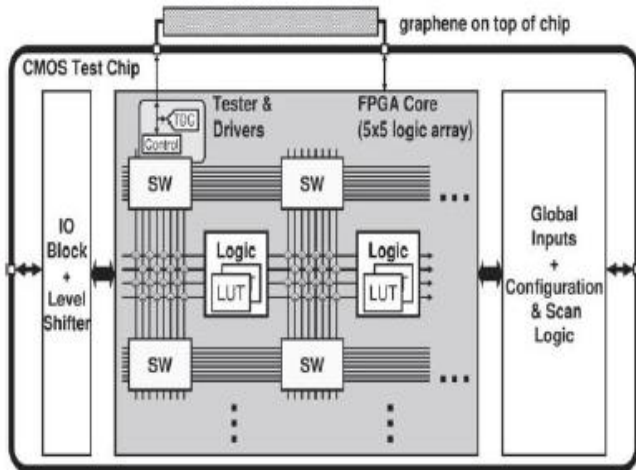 graphene on top of chip
CMOS Test Chip
Tester &
Drivers
FPGA Core
(5x5 logic array)
TDC
Control
SW
SW
IO
Block
+
Level
Shifter
Logic
LUT
Logic
LUT
Global
Inputs
+
Configuration
& Scan
Logic
SW
SW